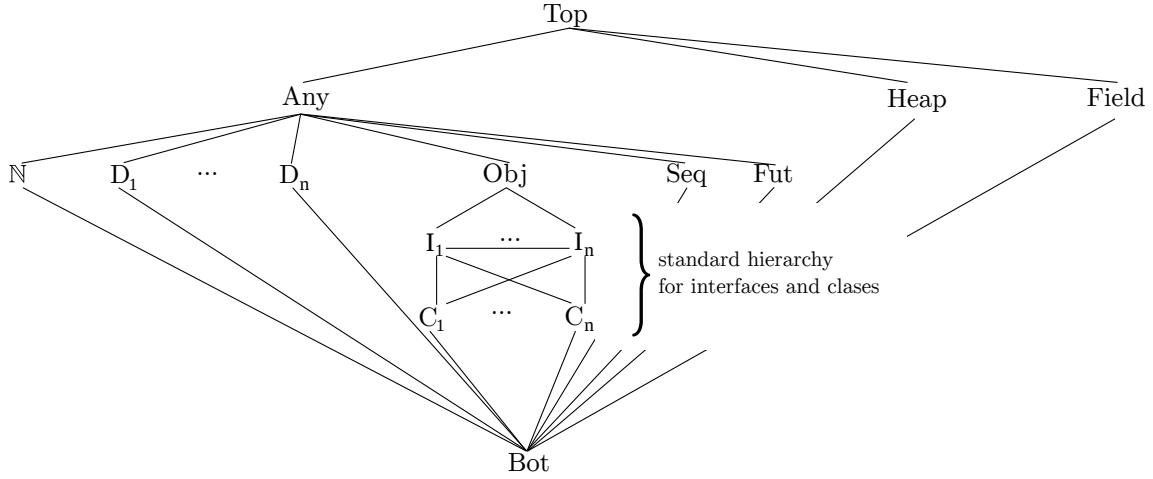 Top
Any Heap Field
ℕ D1 ... Dn Obj Seq Fut
I1 ... In
standard hierarchy
for interfaces and clases
C1 ... Cn
Bot